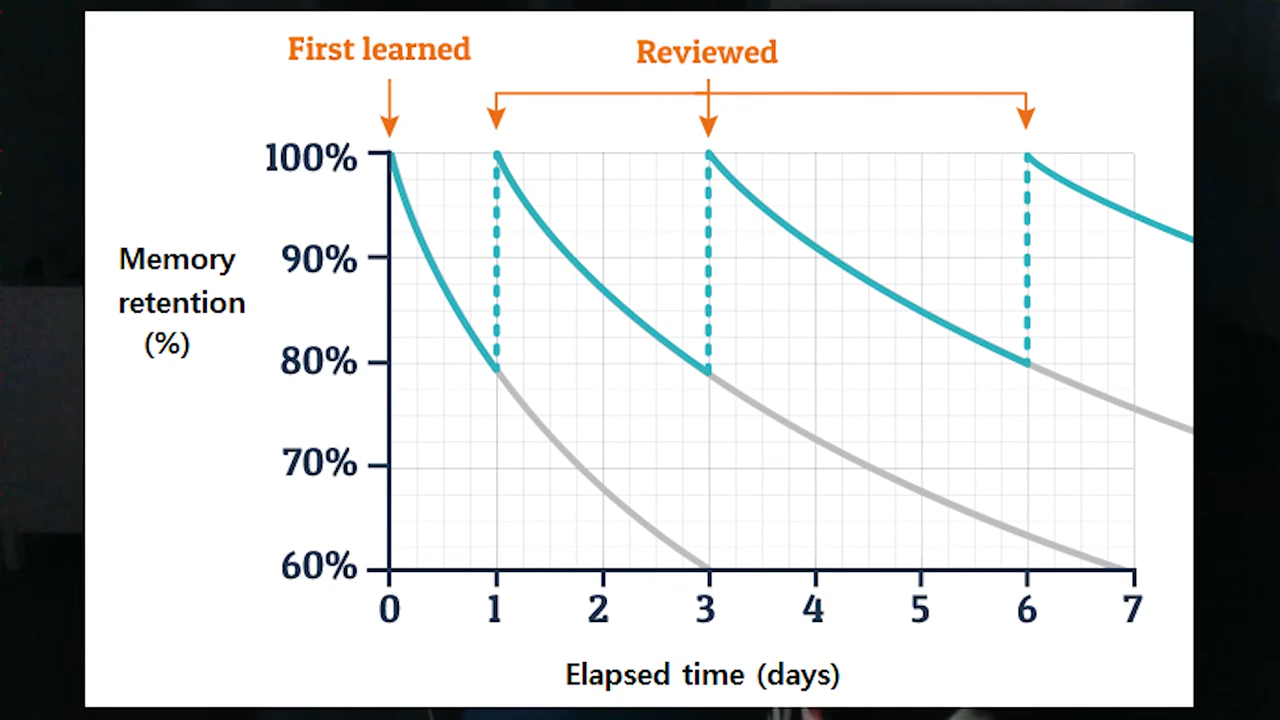 First learned
Reviewed
100%
90%
80%
70%
60%
Memory
retention
(%)
0 1 2 3 4 5 6 7
Elapsed time (days)